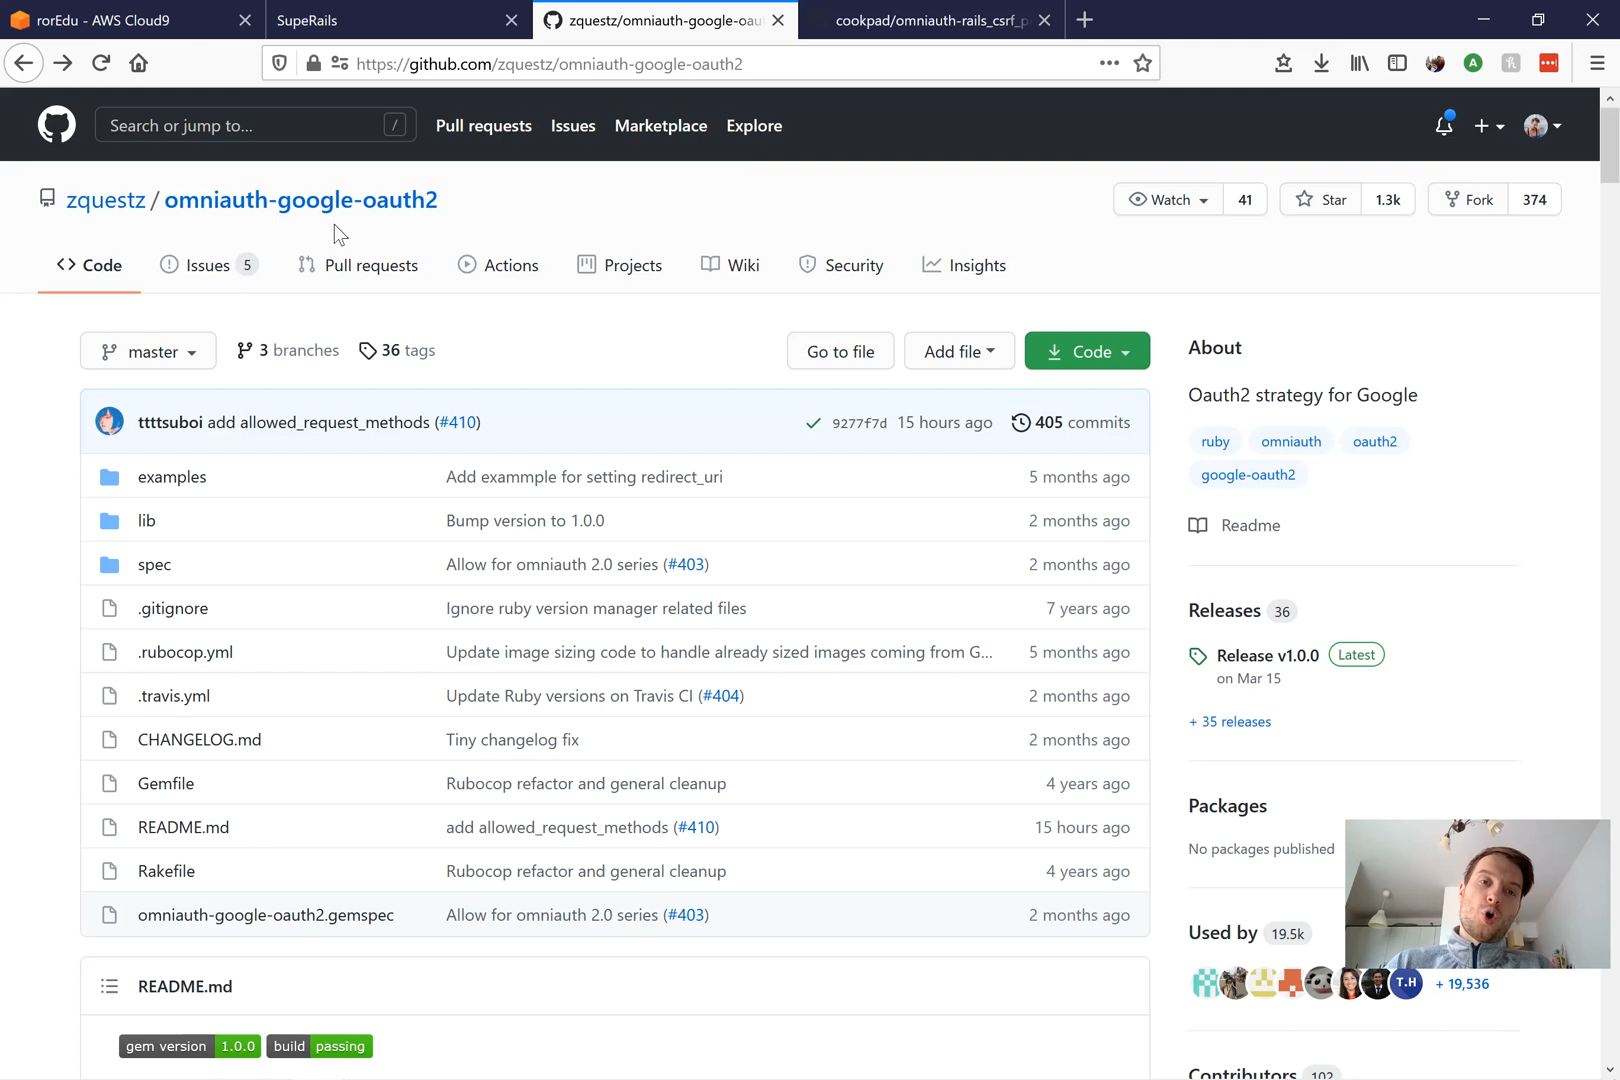 rorEdu - AWS Cloud9
SupeRails
zquestz/omniauth-google-oau
cookpad/omniauth-rails_csrf_p
https://github.com/zquestz/omniauth-google-oauth2
Search or jump to...
/
Pull requests
Issues
Marketplace
Explore
zquestz / omniauth-google-oauth2
Watch
41
Star
1.3k
Fork
374
Code
Issues 5
Pull requests
Actions
Projects
Wiki
Security
Insights
master
3 branches
36 tags
Go to file
Add file
Code
ttttsuboi add allowed_request_methods (#410)
9277f7d 15 hours ago
405 commits
examples
Add exammple for setting redirect_uri
5 months ago
lib
Bump version to 1.0.0
2 months ago
spec
Allow for omniauth 2.0 series (#403)
2 months ago
.gitignore
Ignore ruby version manager related files
7 years ago
.rubocop.yml
Update image sizing code to handle already sized images coming from G...
5 months ago
.travis.yml
Update Ruby versions on Travis CI (#404)
2 months ago
CHANGELOG.md
Tiny changelog fix
2 months ago
Gemfile
Rubocop refactor and general cleanup
4 years ago
README.md
add allowed_request_methods (#410)
15 hours ago
Rakefile
Rubocop refactor and general cleanup
4 years ago
omniauth-google-oauth2.gemspec
Allow for omniauth 2.0 series (#403)
2 months ago
README.md
gem version 1.0.0
build passing
About
Oauth2 strategy for Google
ruby
omniauth
oauth2
google-oauth2
Readme
Releases 36
Release v1.0.0 Latest
on Mar 15
+ 35 releases
Packages
No packages published
Used by 19.5k
T.H
+ 19,536
Contributors 102